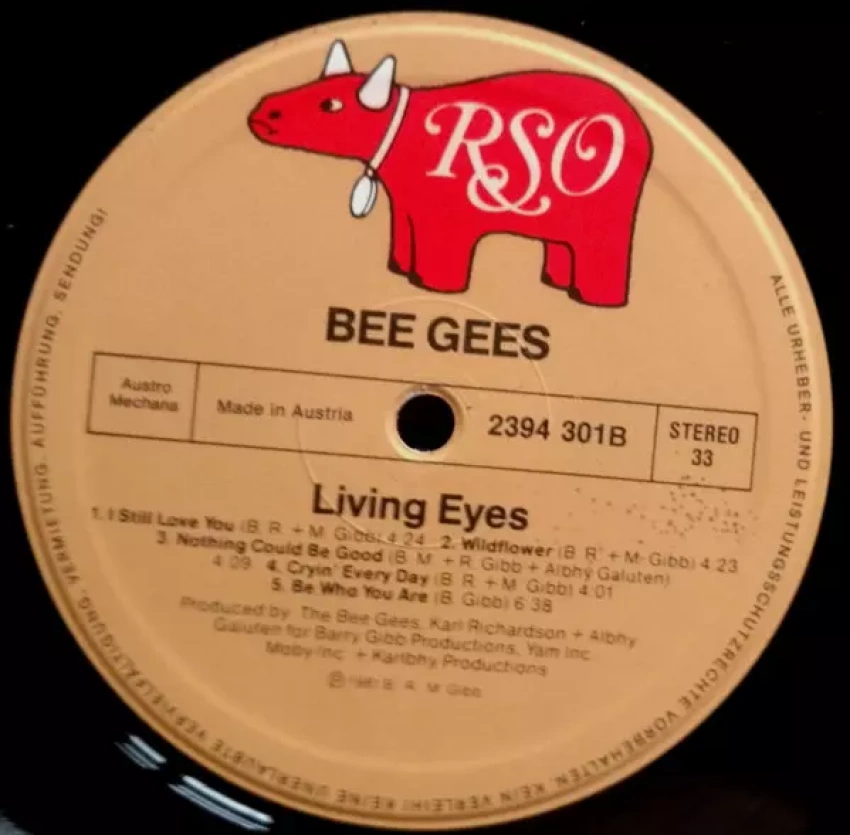 RSO
BEE GEES
Austro
Mechana
Made in Austria
2394 301B
STEREO
33
Living Eyes
1. I Still Love You (B. R. + M. Gibb) 4:24 2. Wildflower (B. R. + M. Gibb) 4:23
3. Nothing Could Be Good (B. M. + R. Gibb + Albhy Galuten)
4:09 4. Cryin' Every Day (B. R. + M. Gibb) 4:01
5. Be Who You Are (B. Gibb) 6:38
Produced by The Bee Gees, Karl Richardson + Albhy
Galuten for Barry Gibb Productions, Yam Inc.
Moby Inc. + Karlbhy Productions
℗ 1981 B. R. M. Gibb
ALLE URHEBER- UND LEISTUNGSSCHUTZRECHTE VORBEHALTEN. KEIN VERLEIH! KEINE UNERLAUBTE VERVIELFÄLTIGUNG, VERMIETUNG, AUFFÜHRUNG, SENDUNG!